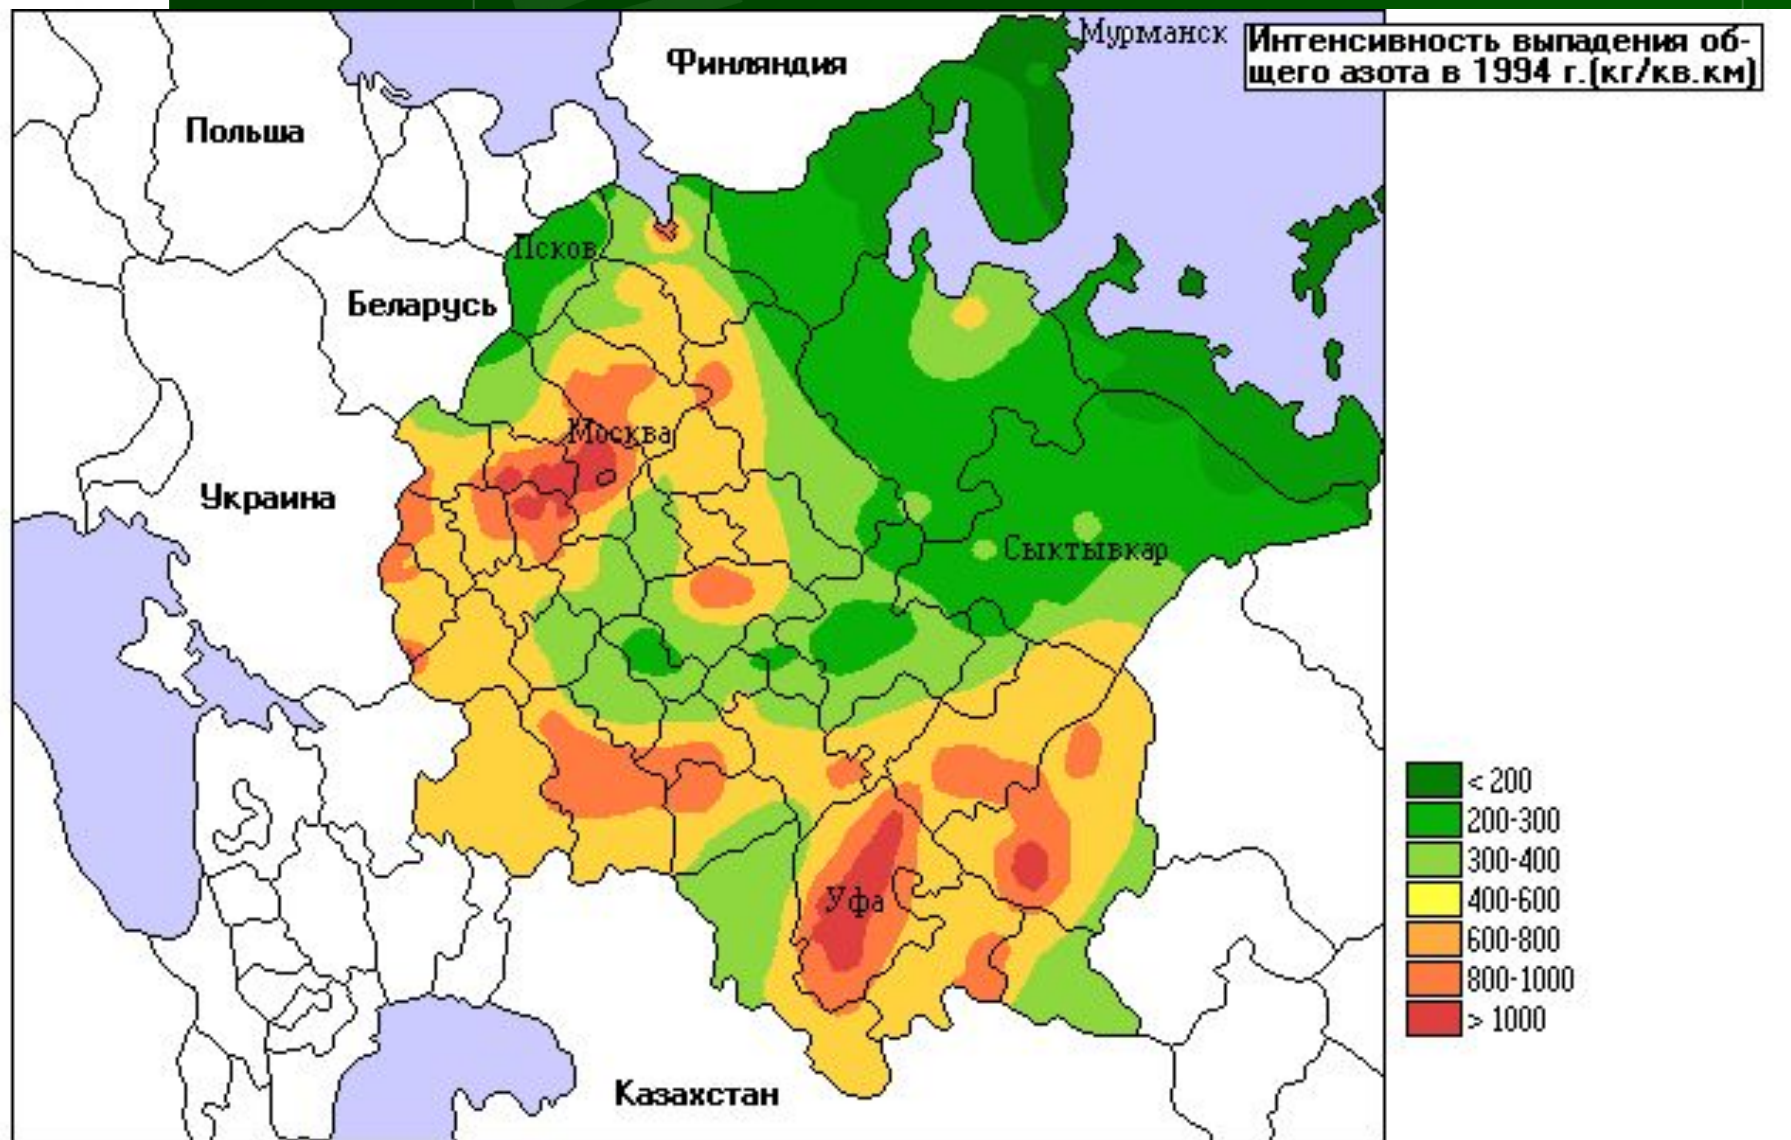 Мурманск
Интенсивность выпадения об-
щего азота в 1994 г.(кг/кв.км)
Финляндия
Польша
Псков
Беларусь
Москва
Украина
Сыктывкар
< 200
200-300
300-400
400-600
600-800
800-1000
> 1000
Уфа
Казахстан